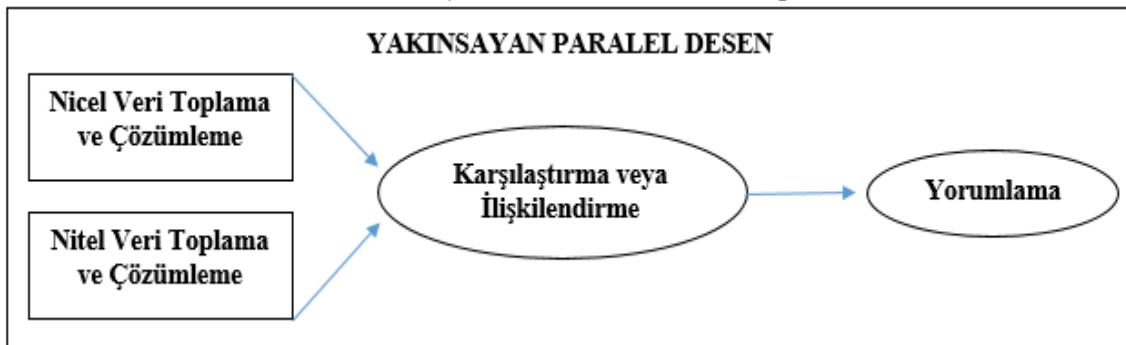 YAKINSAYAN PARALEL DESEN
Nicel Veri Toplama
ve Çözümleme
Nitel Veri Toplama
ve Çözümleme
Karşılaştırma veya
İlişkilendirme
Yorumlama